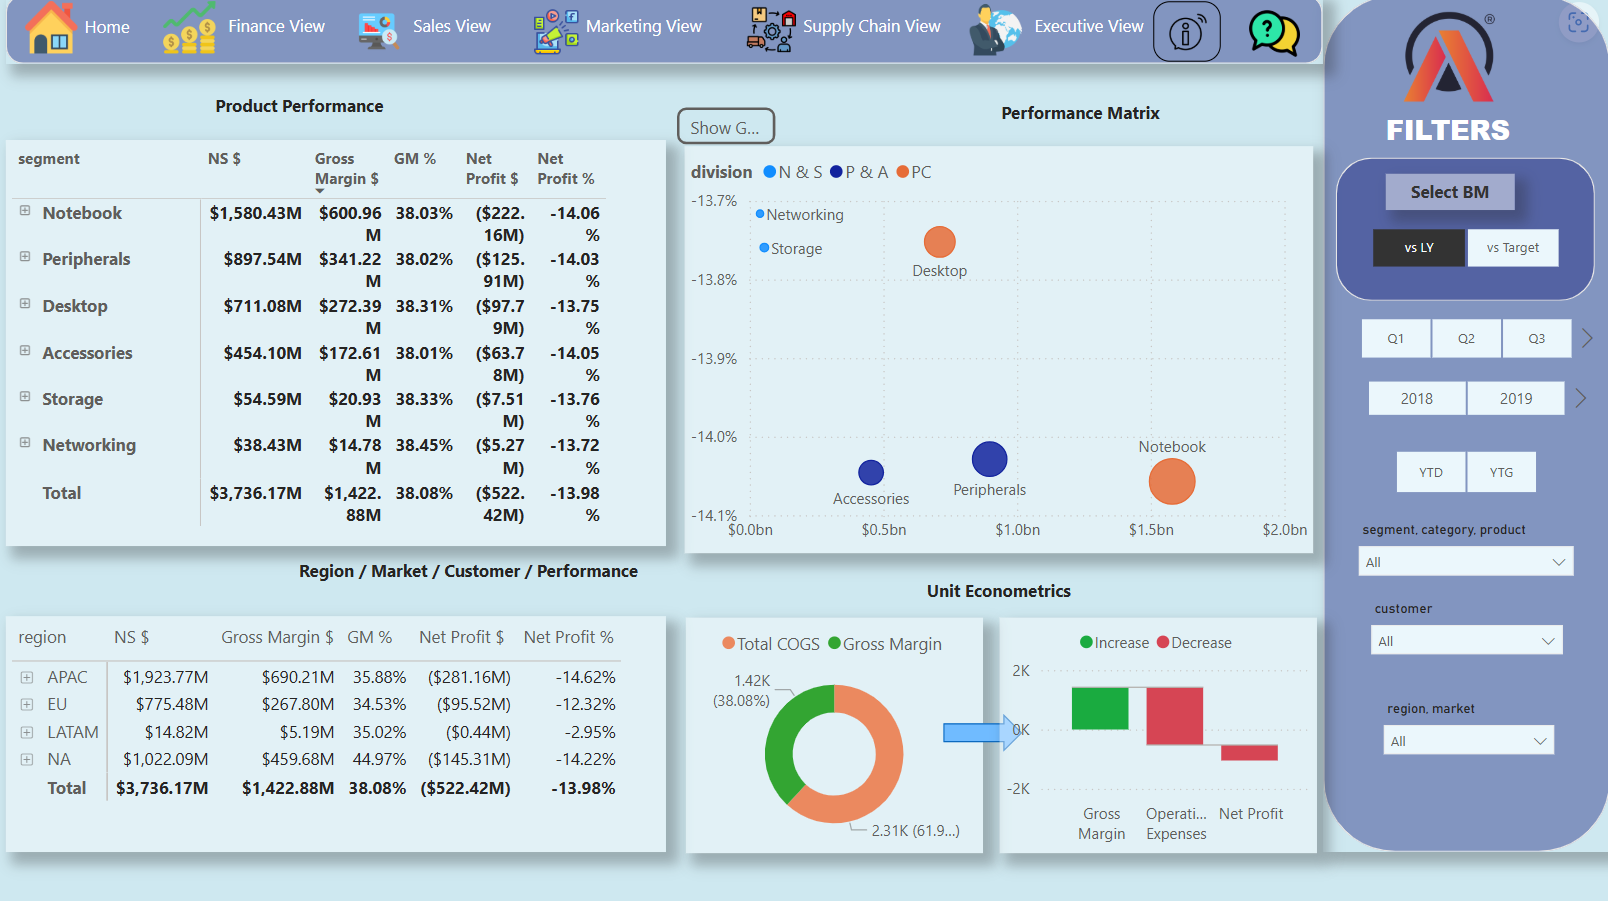 Home
Finance View
Sales View
Marketing View
Supply Chain View
Executive View
®
FILTERS
Select BM
vs LY
vs Target
Q1
Q2
Q3
2018
2019
YTD
YTG
segment, category, product
All
customer
All
region, market
All
Product Performance
segment
NS $
Gross
Margin $
GM %
Net
Profit $
Net
Profit %
Notebook $1,580.43M $600.96 38.03% ($222. -14.06
M 16M) %
Peripherals $897.54M $341.22 38.02% ($125. -14.03
M 91M) %
Desktop $711.08M $272.39 38.31% ($97.7 -13.75
M 9M) %
Accessories $454.10M $172.61 38.01% ($63.7 -14.05
M 8M) %
Storage $54.59M $20.93 38.33% ($7.51 -13.76
M M) %
Networking $38.43M $14.78 38.45% ($5.27 -13.72
M M) %
Total $3,736.17M $1,422. 38.08% ($522. -13.98
88M 42M) %
Show G...
Performance Matrix
division N & S P & A PC
-13.7%
-13.8%
-13.9%
-14.0%
-14.1%
Networking
Storage
Desktop
Notebook
Peripherals
Accessories
$0.0bn $0.5bn $1.0bn $1.5bn $2.0bn
Region / Market / Customer / Performance
region NS $ Gross Margin $ GM % Net Profit $ Net Profit %
APAC $1,923.77M $690.21M 35.88% ($281.16M) -14.62%
EU $775.48M $267.80M 34.53% ($95.52M) -12.32%
LATAM $14.82M $5.19M 35.02% ($0.44M) -2.95%
NA $1,022.09M $459.68M 44.97% ($145.31M) -14.22%
Total $3,736.17M $1,422.88M 38.08% ($522.42M) -13.98%
Unit Econometrics
Total COGS Gross Margin
1.42K
(38.08%)
2.31K (61.9...)
Increase Decrease
2K
0K
-2K
Gross
Margin
Operati...
Expenses
Net Profit